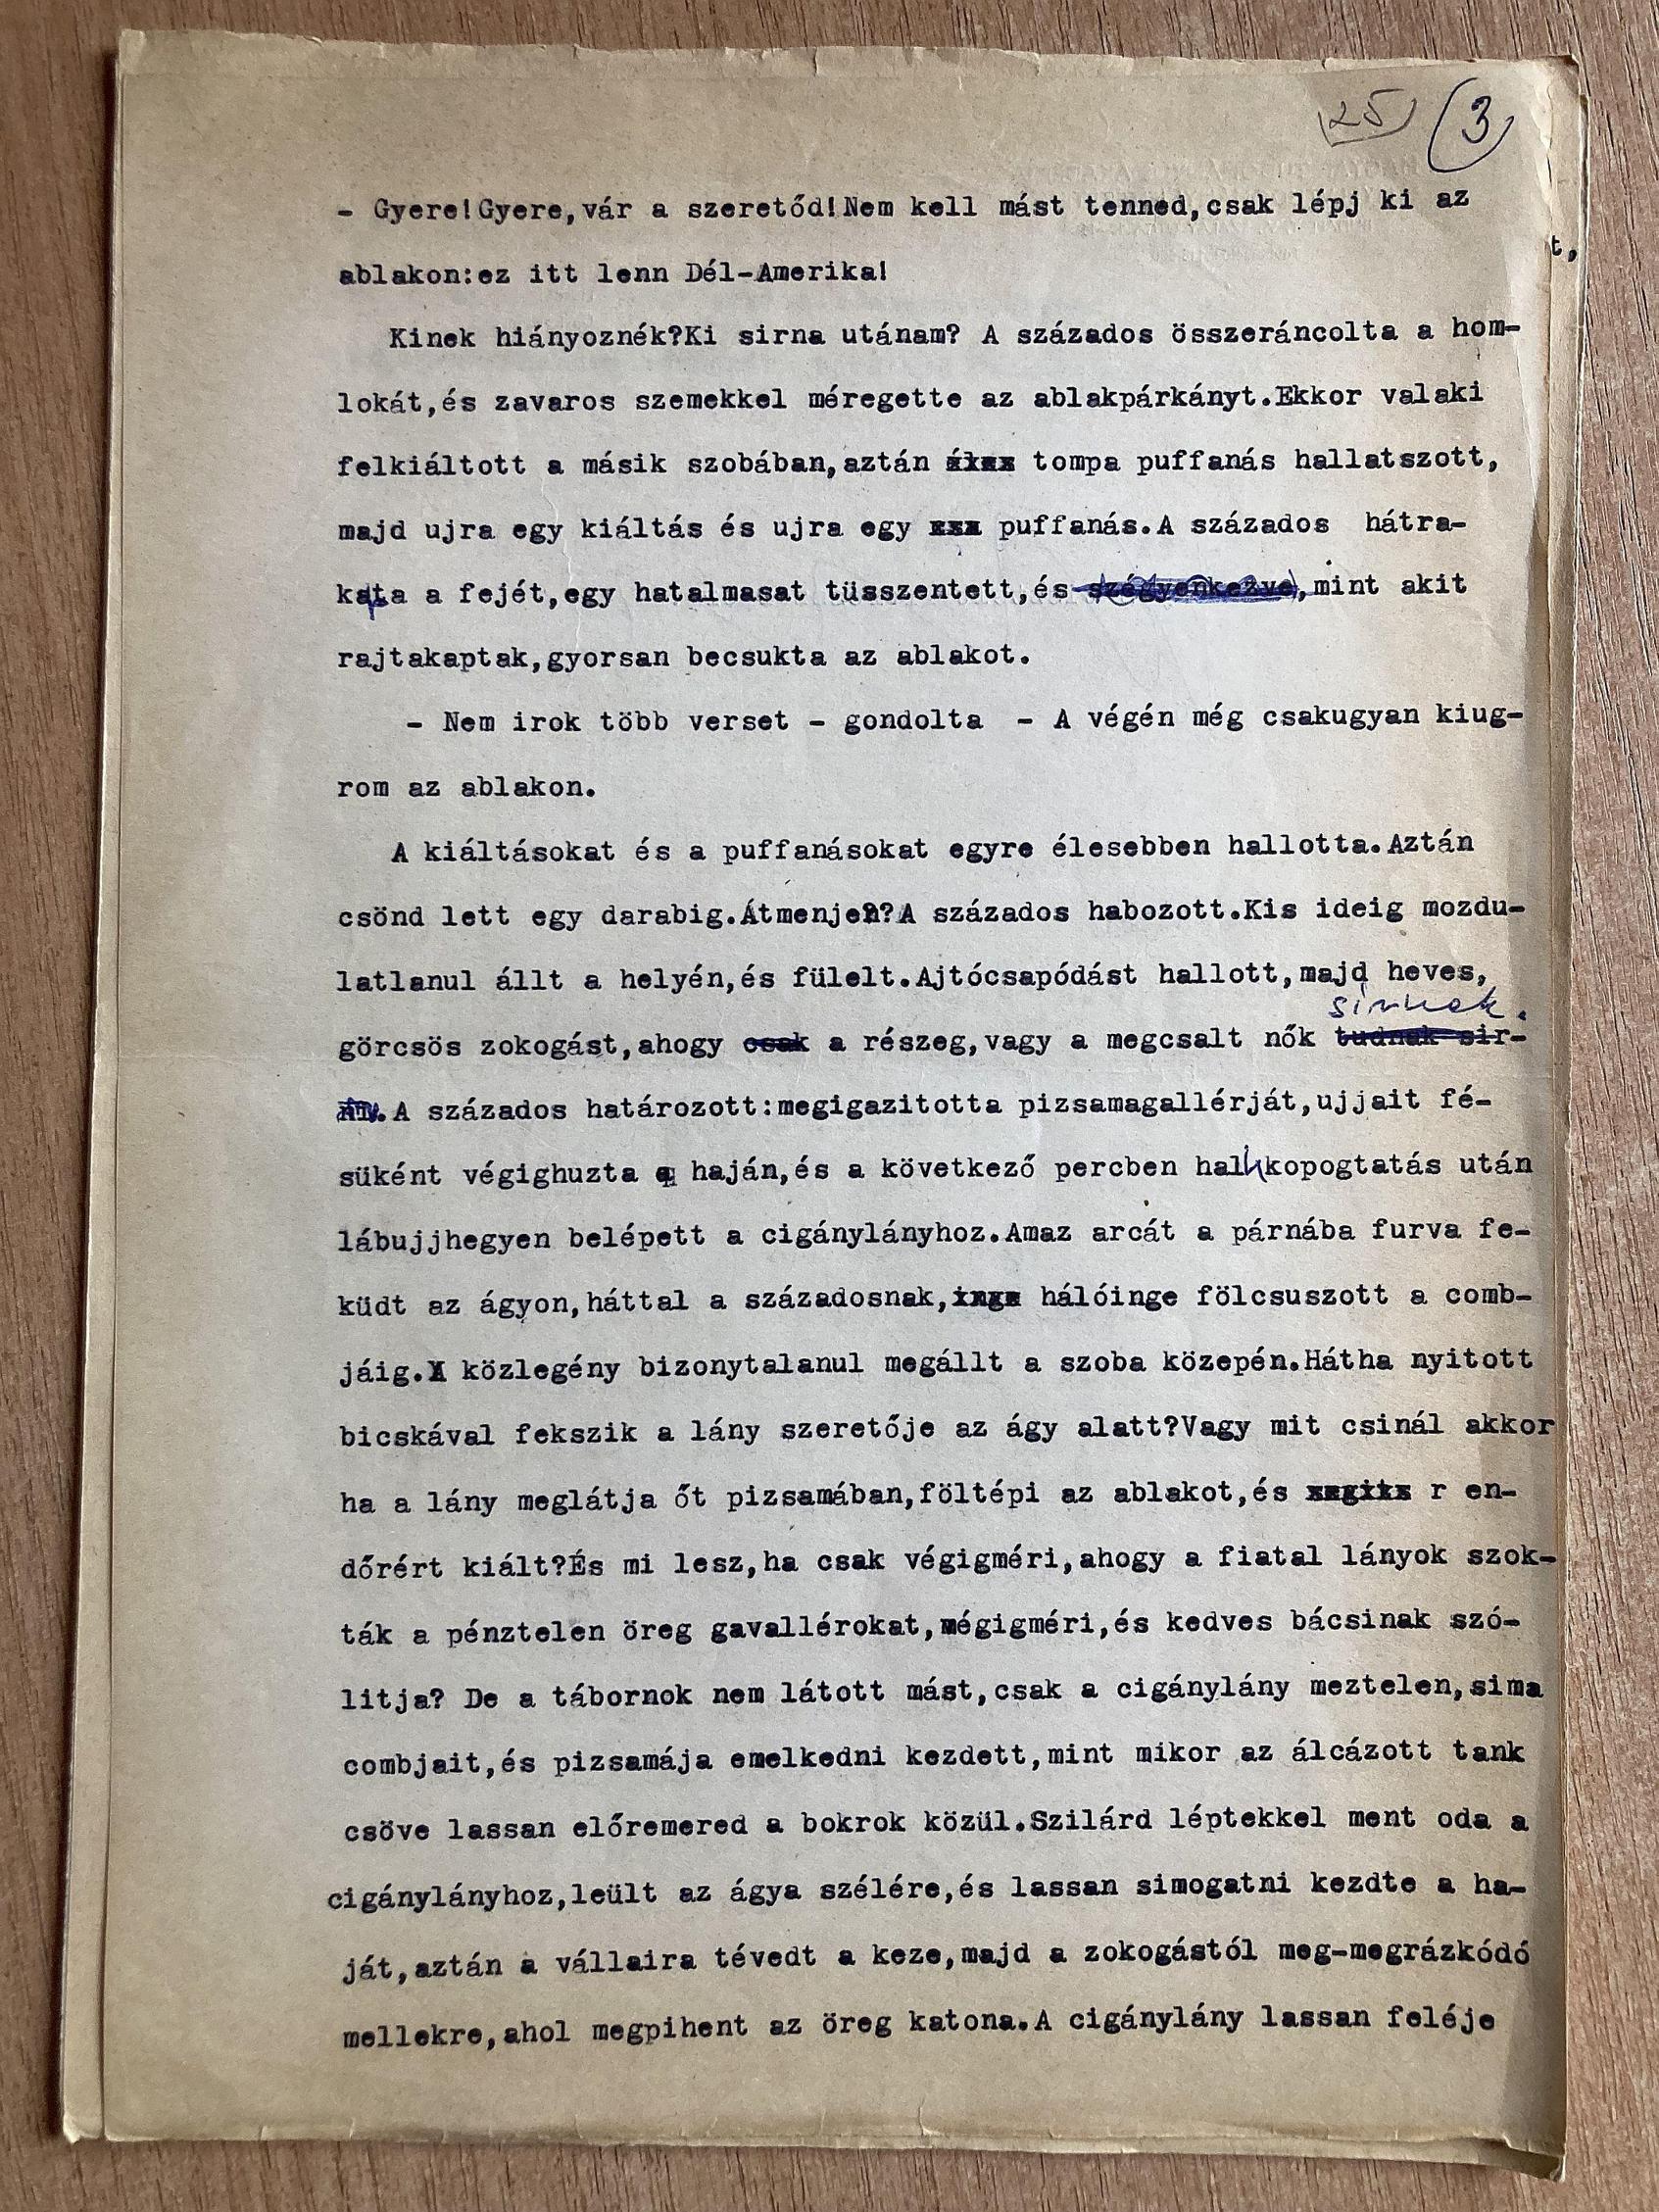 25 3
- Gyere!Gyere,vár a szeretőd!Nem kell mást tenned,csak lépj ki az
t,
ablakon:ez itt lenn Dél-Amerika!
Kinek hiányoznék?Ki sirna utánam? A százados összeráncolta a hom-
lokát,és zavaros szemekkel méregette az ablakpárkányt.Ekkor valaki
felkiáltott a másik szobában,aztán tompa puffanás hallatszott,
majd ujra egy kiáltás és ujra egy xxx puffanás.A százados hátra-
kata a fejét,egy hatalmasat tüsszentett,és szégyenkezve,mint akit
rajtakaptak,gyorsan becsukta az ablakot.
- Nem irok több verset - gondolta - A végén még csakugyan kiug-
rom az ablakon.
A kiáltásokat és a puffanásokat egyre élesebben hallotta.Aztán
csönd lett egy darabig.Átmenjen?A százados habozott.Kis ideig mozdu-
latlanul állt a helyén,és fülelt.Ajtócsapódást hallott,majd heves,
sirnak.
görcsös zokogást,ahogy csak a részeg,vagy a megcsalt nők tudnak sir-
ni.A százados határozott:megigazitotta pizsamagallérját,ujjait fé-
süként végighuzta a haján,és a következő percben halk kopogtatás után
lábujjhegyen belépett a cigánylányhoz.Amaz arcát a párnába furva fe-
küdt az ágyon,háttal a századosnak,inge hálóinge fölcsuszott a comb-
jáig.A közlegény bizonytalanul megállt a szoba közepén.Hátha nyitott
bicskával fekszik a lány szeretője az ágy alatt?Vagy mit csinál akkor
ha a lány meglátja őt pizsamában,föltépi az ablakot,és r en-
dőrért kiált?És mi lesz,ha csak végigméri,ahogy a fiatal lányok szok-
ták a pénztelen öreg gavallérokat,mégigméri,és kedves bácsinak szó-
litja? De a tábornok nem látott mást,csak a cigánylány meztelen,sima
combjait,és pizsamája emelkedni kezdett,mint mikor az álcázott tank
csöve lassan előremered a bokrok közül.Szilárd léptekkel ment oda a
cigánylányhoz,leült az ágya szélére,és lassan simogatni kezdte a ha-
ját,aztán a vállaira tévedt a keze,majd a zokogástól meg-megrázkódó
mellekre,ahol megpihent az öreg katona.A cigánylány lassan feléje